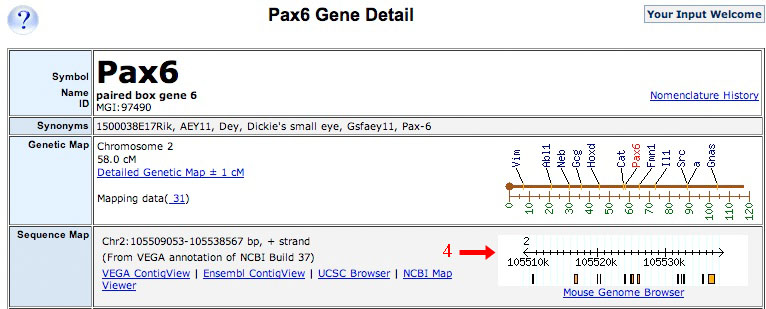 ?
Pax6 Gene Detail
Your Input Welcome
Symbol
Pax6
Name
paired box gene 6
ID
MGI:97490
Nomenclature History
Synonyms
1500038E17Rik, AEY11, Dey, Dickie's small eye, Gsfaey11, Pax-6
Genetic Map
Chromosome 2
58.0 cM
Detailed Genetic Map ± 1 cM
Mapping data( 31)
Vim Abl1 Neb Gcg Hoxd Cat Pax6 Fmn1 Il1 Src a Gnas
0 10 20 30 40 50 60 70 80 90 100 110 120
Sequence Map
Chr2:105509053-105538567 bp, + strand
(From VEGA annotation of NCBI Build 37)
VEGA ContigView | Ensembl ContigView | UCSC Browser | NCBI Map
Viewer
4
2
105510k 105520k 105530k
Mouse Genome Browser